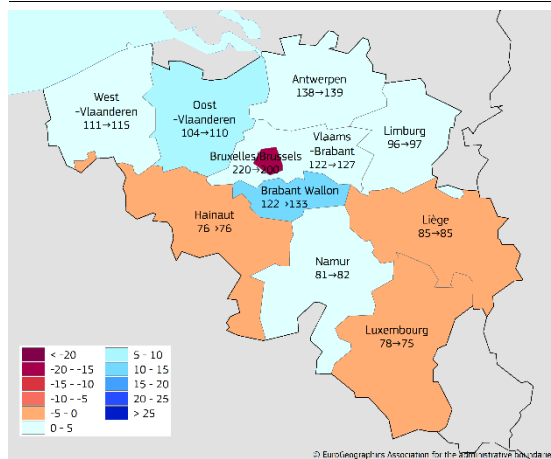 Antwerpen
138→139
West
-Vlaanderen
111→115
Oost
-Vlaanderen
104→110
Vlaams
-Brabant
122→127
Limburg
96→97
Bruxelles/Brussels
220→200
Brabant Wallon
122→133
Hainaut
76→76
Liège
85→85
Namur
81→82
Luxembourg
78→75
< -20
-20 - -15
-15 - -10
-10 - -5
-5 - 0
0 - 5
5 - 10
10 - 15
15 - 20
20 - 25
> 25
© EuroGeographics Association for the administrative boundarie